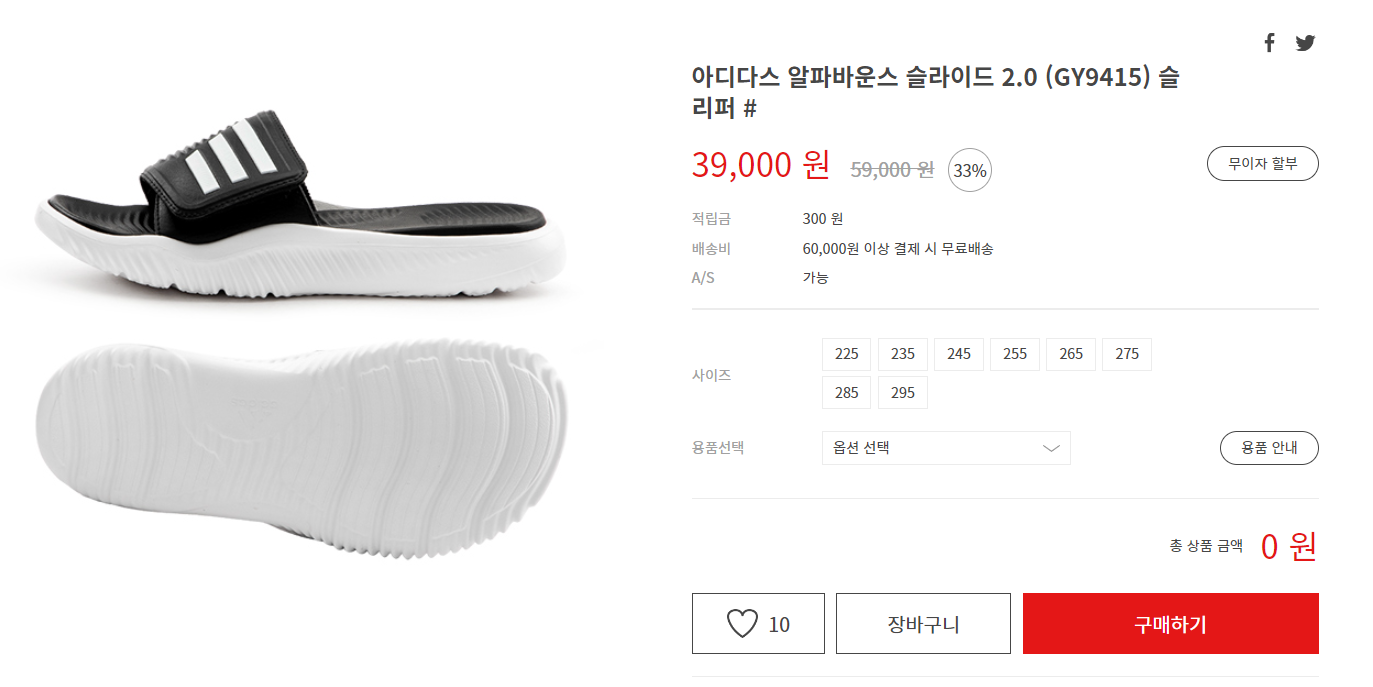 아디다스 알파바운스 슬라이드 2.0 (GY9415) 슬
리퍼 #
39,000 원 59,000 원 33% 무이자 할부
적립금 300 원
배송비 60,000원 이상 결제 시 무료배송
A/S 가능
225 235 245 255 265 275
사이즈
285 295
용품선택 옵션 선택 용품 안내
총 상품 금액 0 원
10 장바구니 구매하기